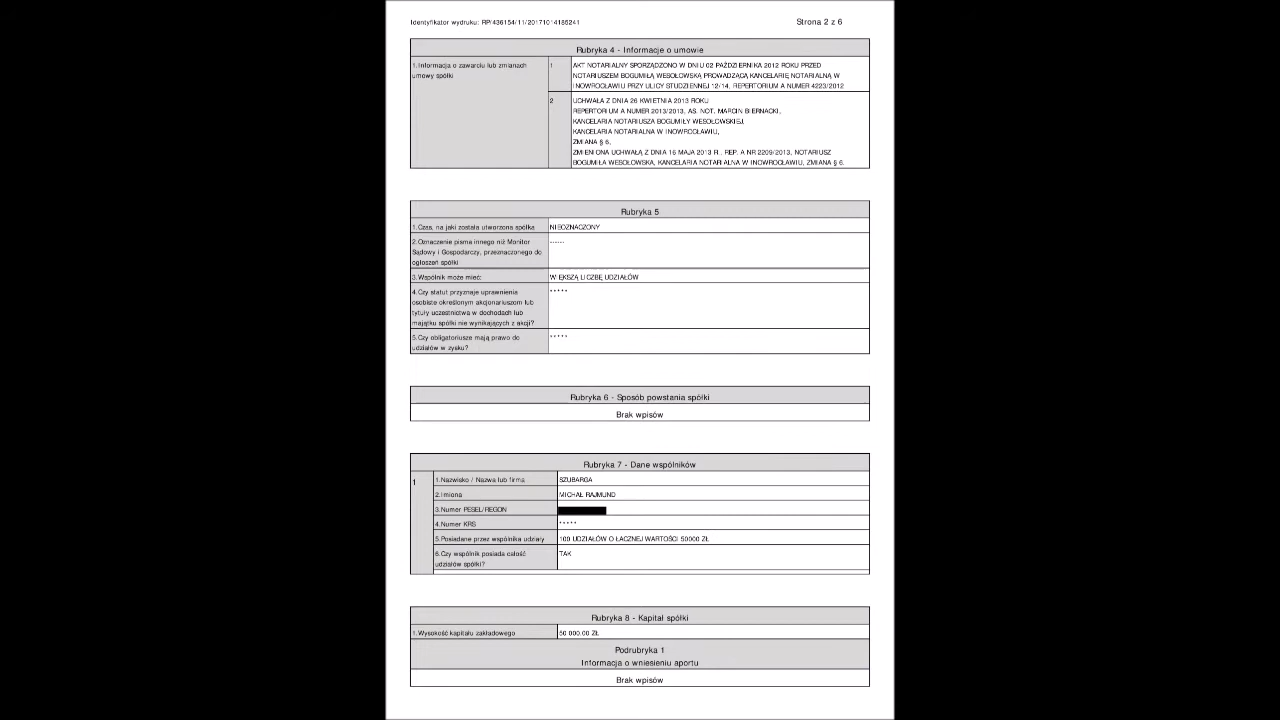 Identyfikator wydruku: RP/436154/11/20171014185241
Strona 2 z 6
Rubryka 4 - Informacje o umowie
1.Informacja o zawarciu lub zmianach
umowy spółki
1
AKT NOTARIALNY SPORZĄDZONO W DNIU 02 PAŹDZIERNIKA 2012 ROKU PRZED
NOTARIUSZEM BOGUMIŁĄ WESOŁOWSKĄ PROWADZĄCĄ KANCELARIĘ NOTARIALNĄ W
INOWROCŁAWIU PRZY ULICY STUDZIENNEJ 12/14, REPERTORIUM A NUMER 4223/2012
2
UCHWAŁA Z DNIA 26 KWIETNIA 2013 ROKU
REPERTORIUM A NUMER 2013/2013, AS. NOT. MARCIN BIERNACKI,
KANCELARIA NOTARIUSZA BOGUMIŁY WESOŁOWSKIEJ,
KANCELARIA NOTARIALNA W INOWROCŁAWIU,
ZMIANA § 6,
ZMIENIONA UCHWAŁĄ Z DNIA 16 MAJA 2013 R., REP. A NR 2209/2013, NOTARIUSZ
BOGUMIŁA WESOŁOWSKA, KANCELARIA NOTARIALNA W INOWROCŁAWIU, ZMIANA § 6.
Rubryka 5
1.Czas, na jaki została utworzona spółka
NIEOZNACZONY
2.Oznaczenie pisma innego niż Monitor
Sądowy i Gospodarczy, przeznaczonego do
ogłoszeń spółki
------
3.Wspólnik może mieć:
WIĘKSZĄ LICZBĘ UDZIAŁÓW
4.Czy statut przyznaje uprawnienia
osobiste określonym akcjonariuszom lub
tytuły uczestnictwa w dochodach lub
majątku spółki nie wynikających z akcji?
*****
5.Czy obligatoriusze mają prawo do
udziałów w zysku?
*****
Rubryka 6 - Sposób powstania spółki
Brak wpisów
Rubryka 7 - Dane wspólników
1
1.Nazwisko / Nazwa lub firma
SZUBARGA
2.Imiona
MICHAŁ RAJMUND
3.Numer PESEL/REGON
4.Numer KRS
*****
5.Posiadane przez wspólnika udziały
100 UDZIAŁÓW O ŁĄCZNEJ WARTOŚCI 50000 ZŁ
6.Czy wspólnik posiada całość
udziałów spółki?
TAK
Rubryka 8 - Kapitał spółki
1.Wysokość kapitału zakładowego
50 000,00 ZŁ
Podrubryka 1
Informacja o wniesieniu aportu
Brak wpisów